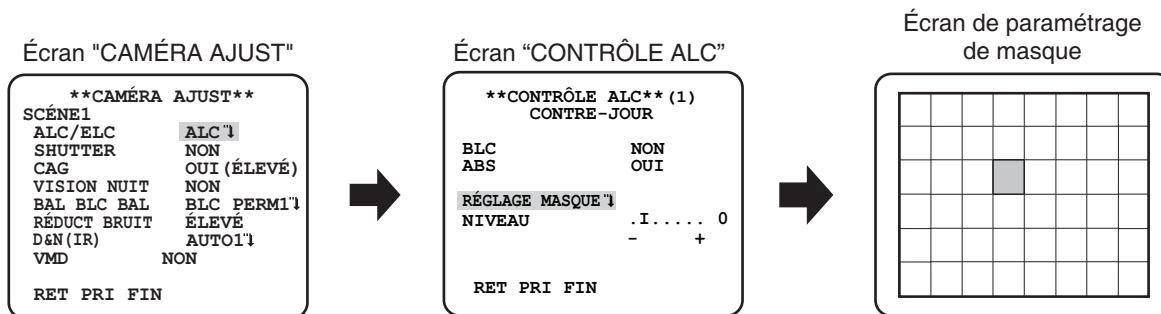 Écran "CAMÉRA AJUST"
**CAMÉRA AJUST**
SCÉNE1
ALC/ELC ALC
SHUTTER NON
CAG OUI(ÉLEVÉ)
VISION NUIT NON
BAL BLC BAL BLC PERM1
RÉDUCT BRUIT ÉLEVÉ
D&N(IR) AUTO1
VMD NON
RET PRI FIN
Écran “CONTRÔLE ALC”
**CONTRÔLE ALC**(1)
CONTRE-JOUR
BLC NON
ABS OUI
RÉGLAGE MASQUE
NIVEAU .I..... 0
- +
RET PRI FIN
Écran de paramétrage
de masque